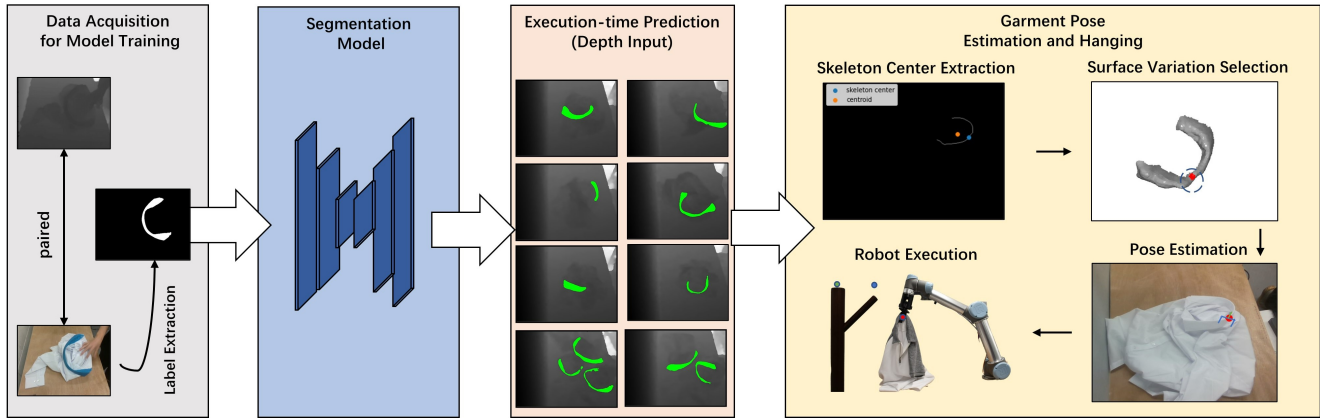 Data Acquisition
for Model Training
paired
Label Extraction
Segmentation
Model
Execution-time Prediction
(Depth Input)
Garment Pose
Estimation and Hanging
Skeleton Center Extraction
skeleton center
centroid
Surface Variation Selection
Pose Estimation
Robot Execution